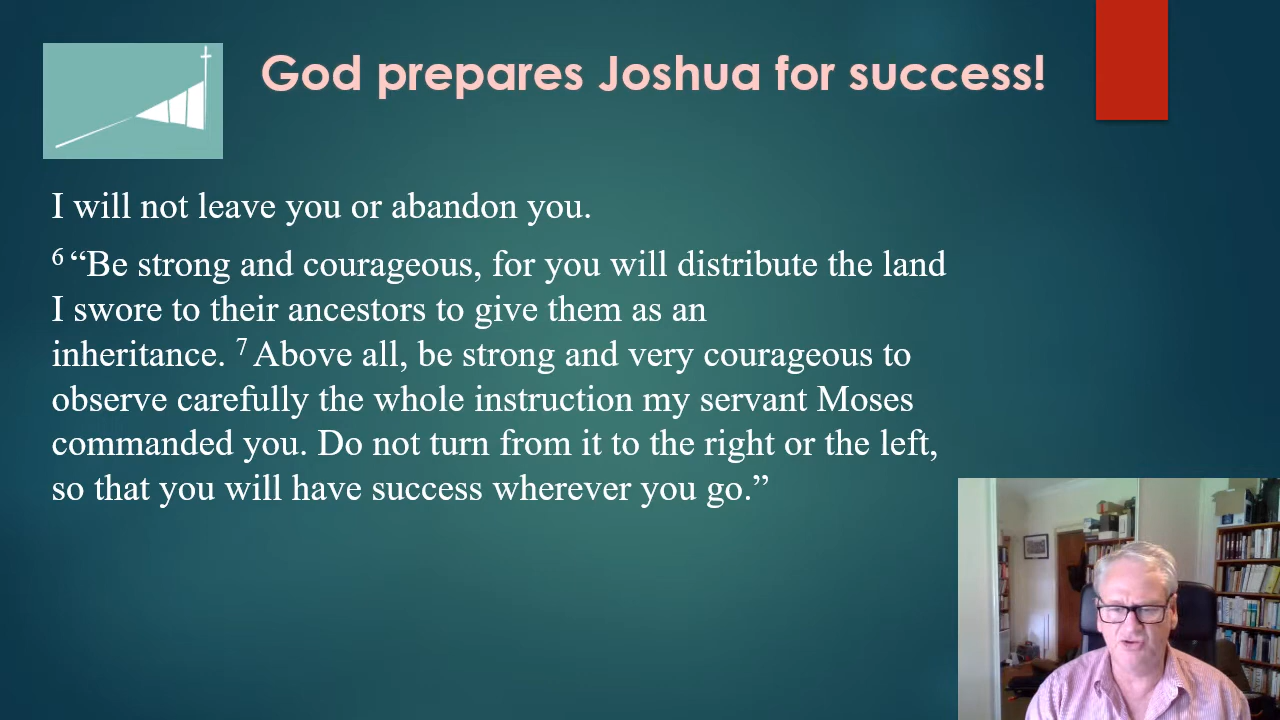 God prepares Joshua for success!
I will not leave you or abandon you.
6 “Be strong and courageous, for you will distribute the land
I swore to their ancestors to give them as an
inheritance. 7 Above all, be strong and very courageous to
observe carefully the whole instruction my servant Moses
commanded you. Do not turn from it to the right or the left,
so that you will have success wherever you go.”